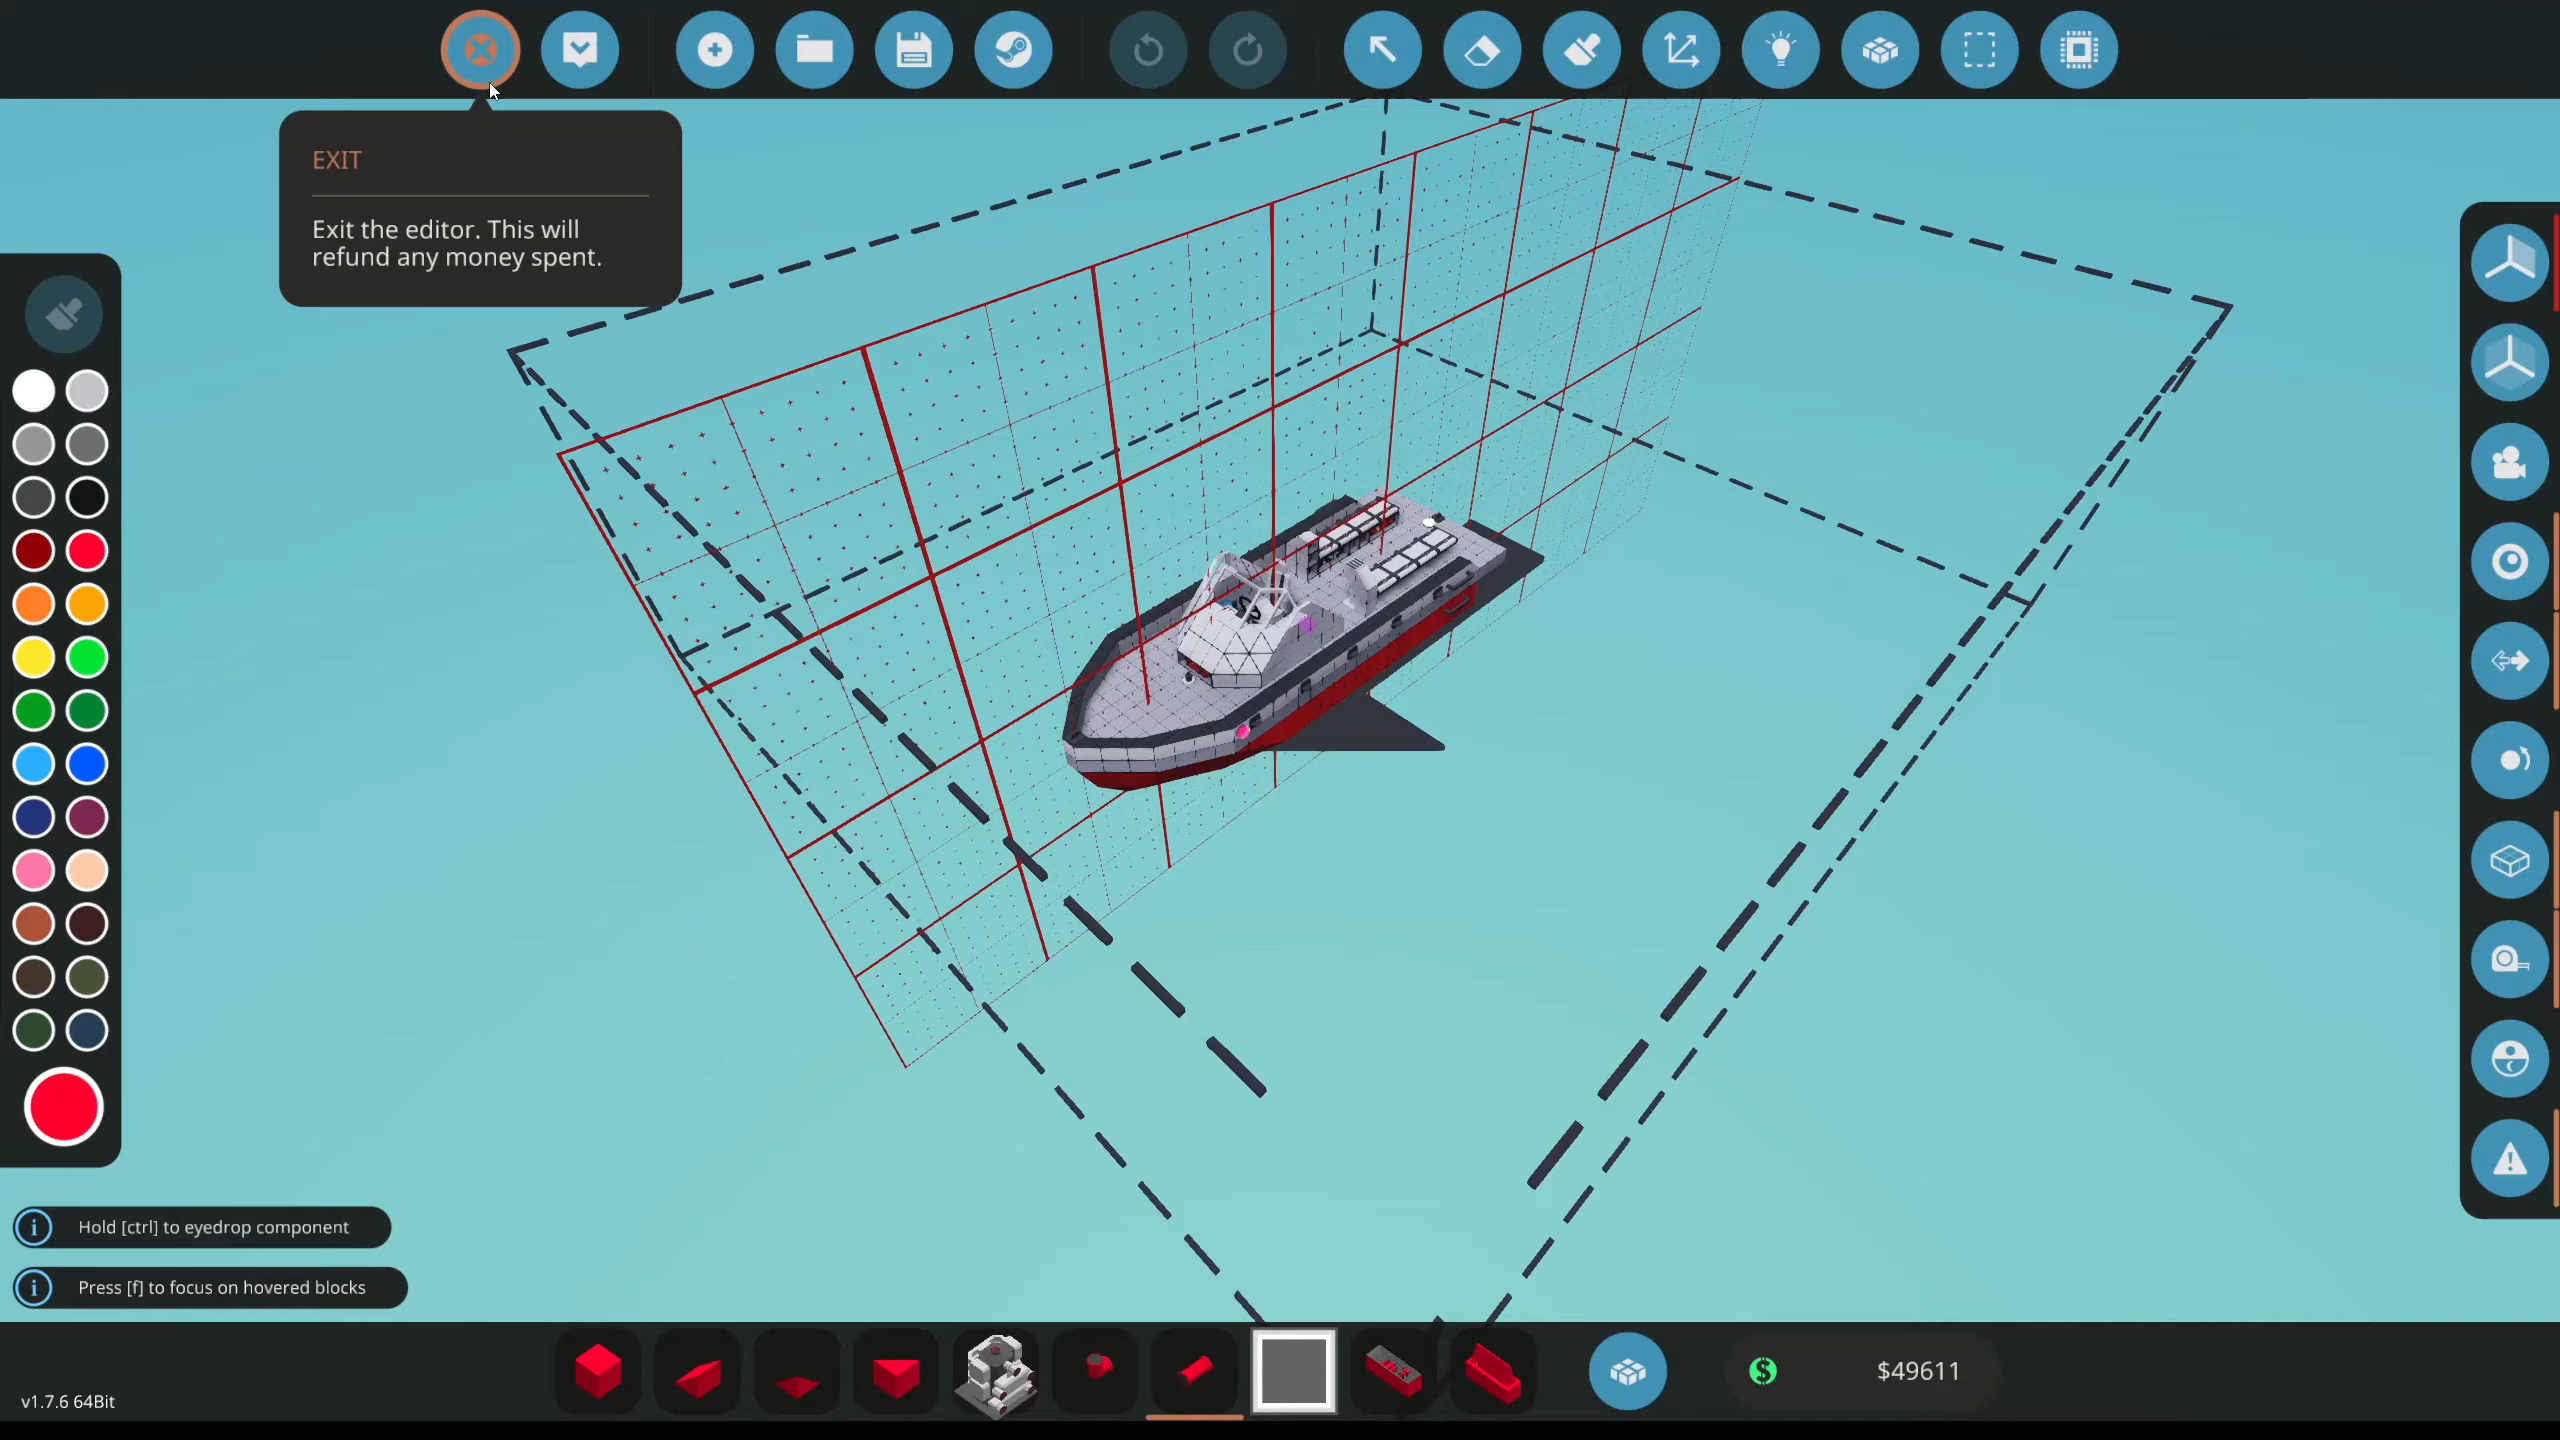 EXIT
Exit the editor. This will
refund any money spent.
Hold [ctrl] to eyedrop component
Press [f] to focus on hovered blocks
$49611
v1.7.6 64Bit